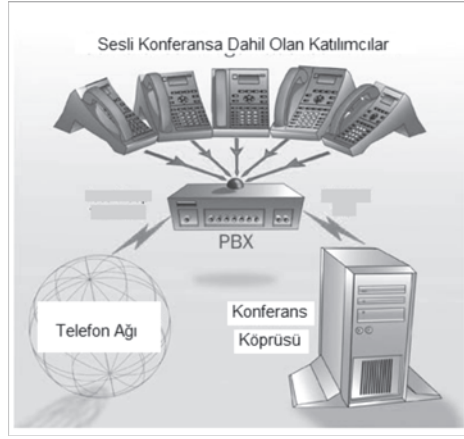 Sesli Konferansa Dahil Olan Katılımcılar
PBX
Telefon Ağı
Konferans
Köprüsü